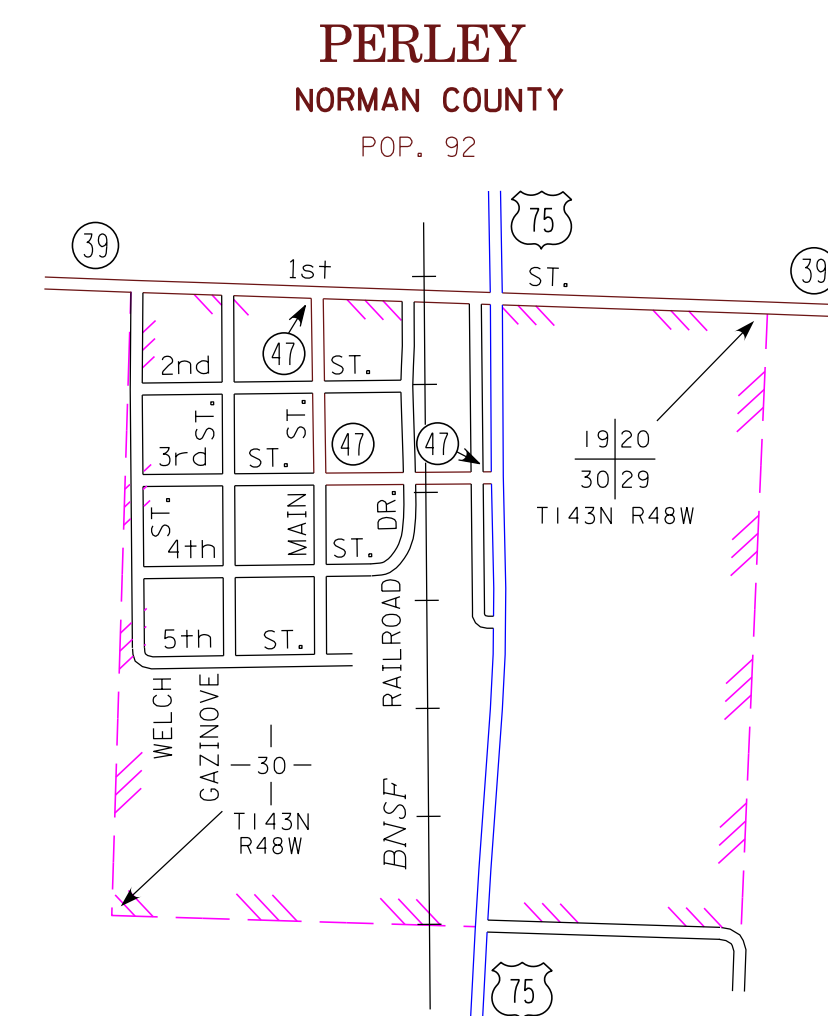 PERLEY
NORMAN COUNTY
POP. 92
75
39
39
1st
ST.
47
2nd
ST.
ST.
ST.
47
47
3rd
ST.
19 20
30 29
T143N R48W
ST.
MAIN
DR.
4th
ST.
RAILROAD
5th
ST.
WELCH
GAZINOVE
30
T143N
R48W
BNSF
75